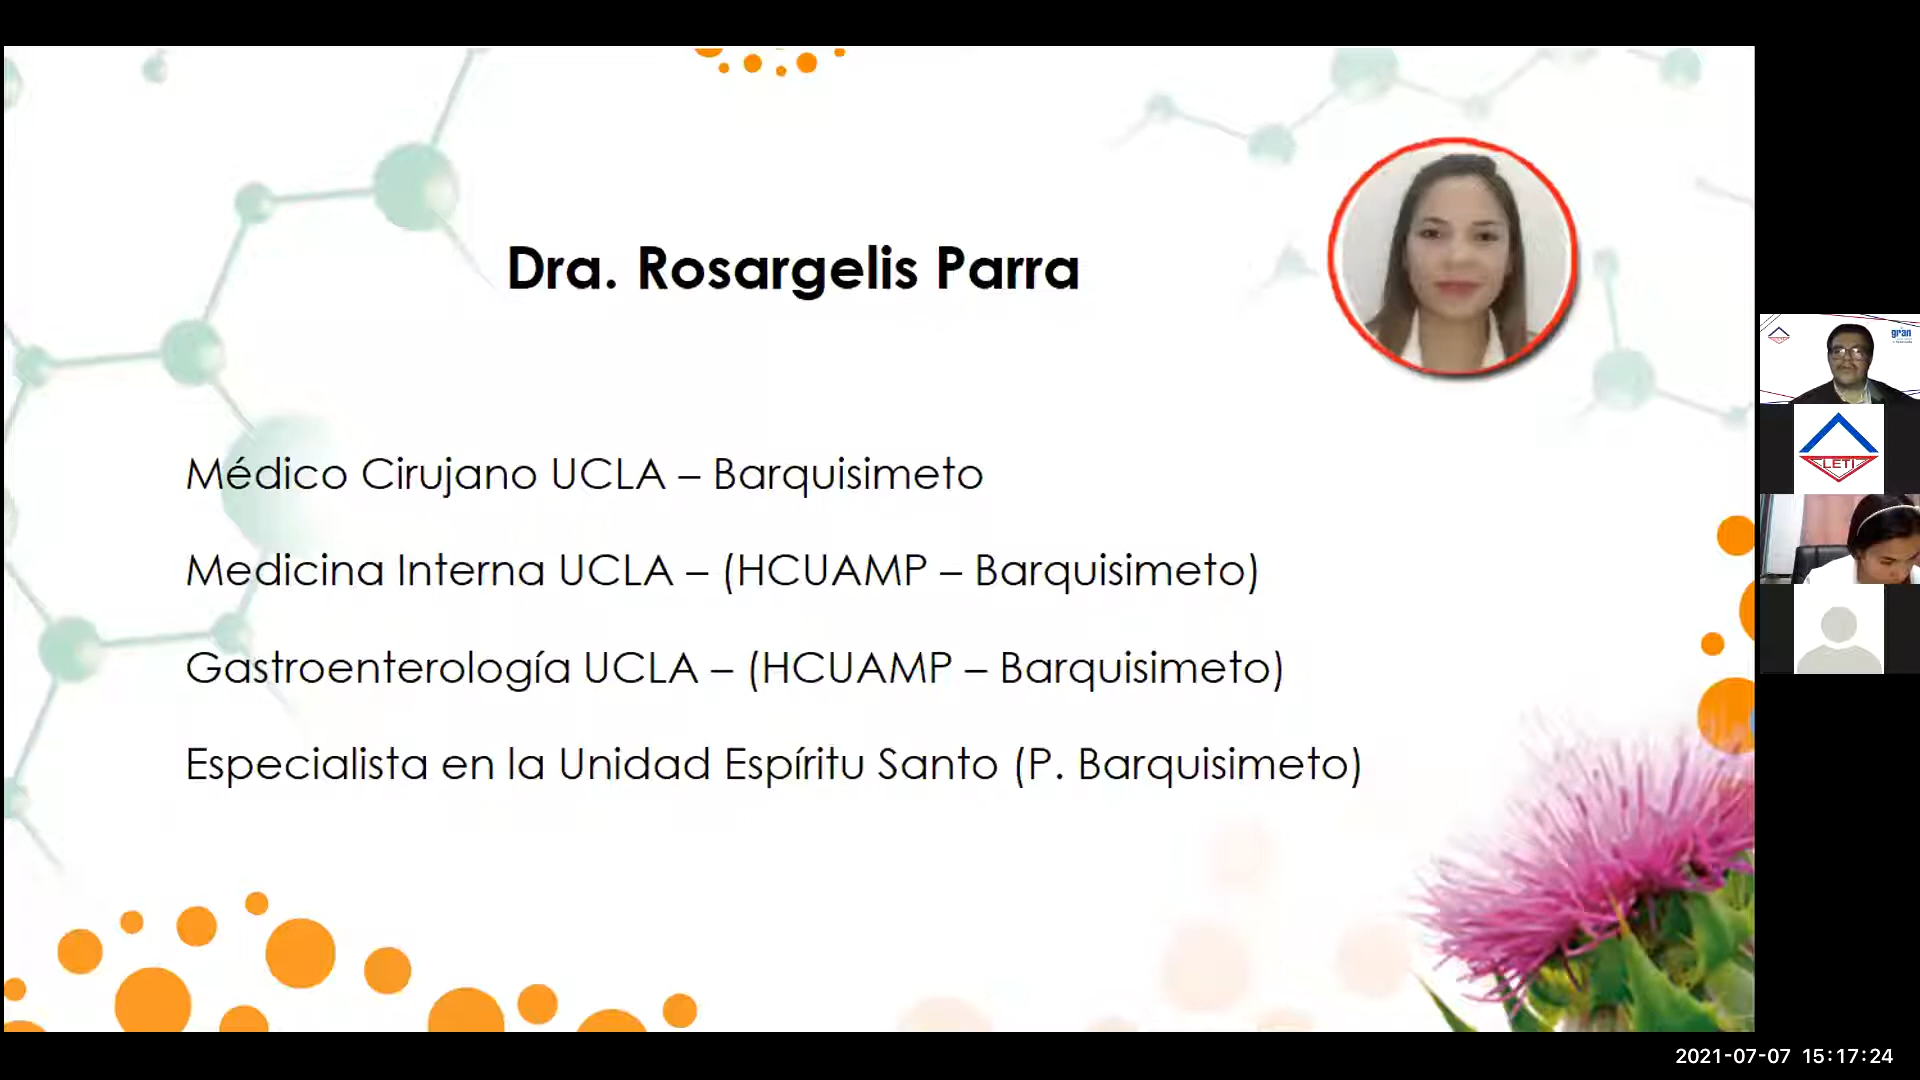 Dra. Rosargelis Parra
Médico Cirujano UCLA – Barquisimeto
Medicina Interna UCLA – (HCUAMP – Barquisimeto)
Gastroenterología UCLA – (HCUAMP – Barquisimeto)
Especialista en la Unidad Espíritu Santo (P. Barquisimeto)
gran
LETI
2021-07-07 15:17:24